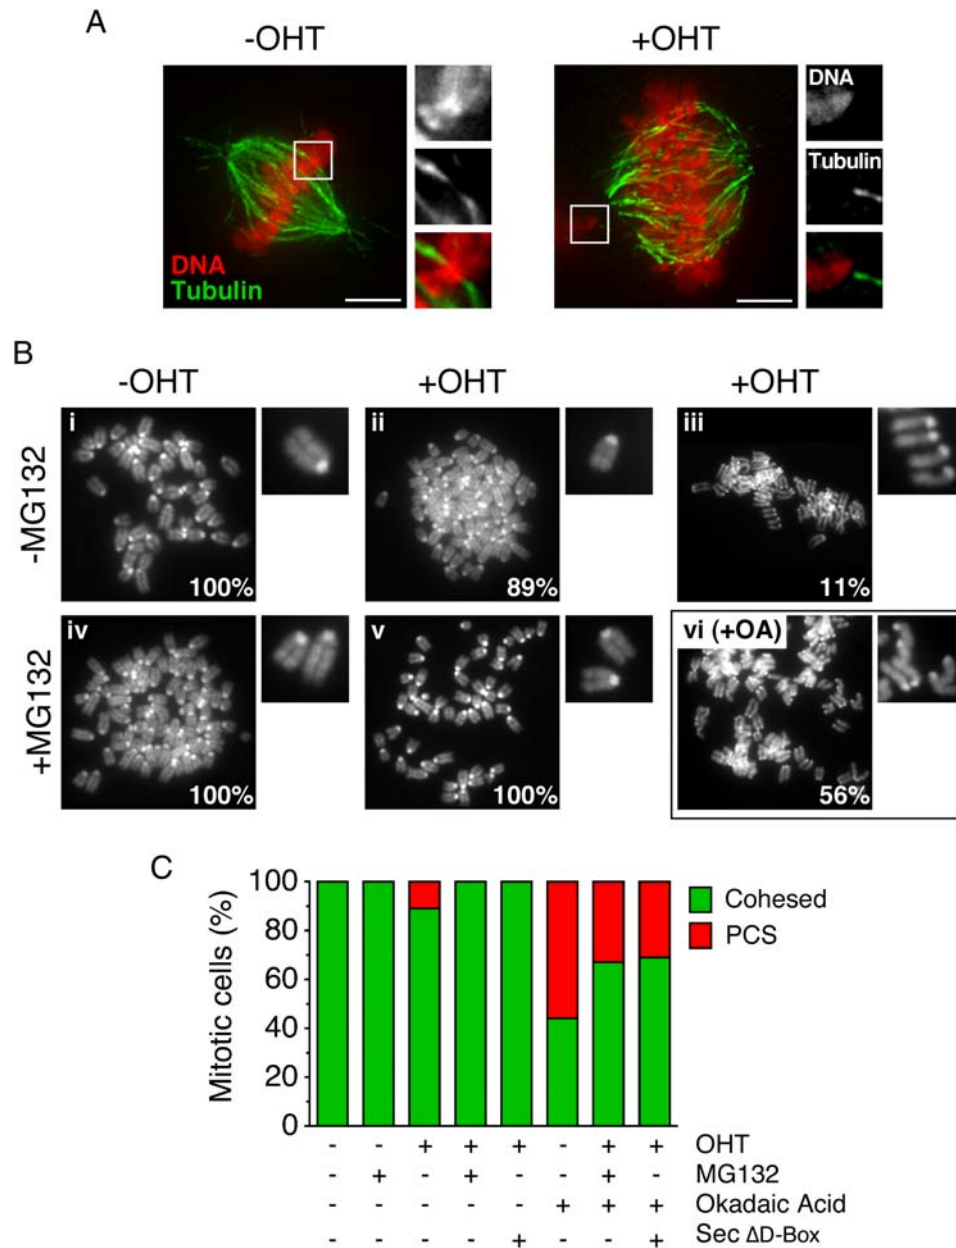 A
-OHT
+OHT
DNA
Tubulin
DNA
Tubulin
B
-OHT
+OHT
+OHT
-MG132
i
100%
ii
89%
iii
11%
+MG132
iv
100%
v
100%
vi (+OA)
56%
C
Mitotic cells (%)
100
80
60
40
20
0
Cohesed
PCS
- - + + + - + + OHT
- + - + - - + - MG132
- - - - - + + + Okadaic Acid
- - - - + - - + Sec ΔD-Box